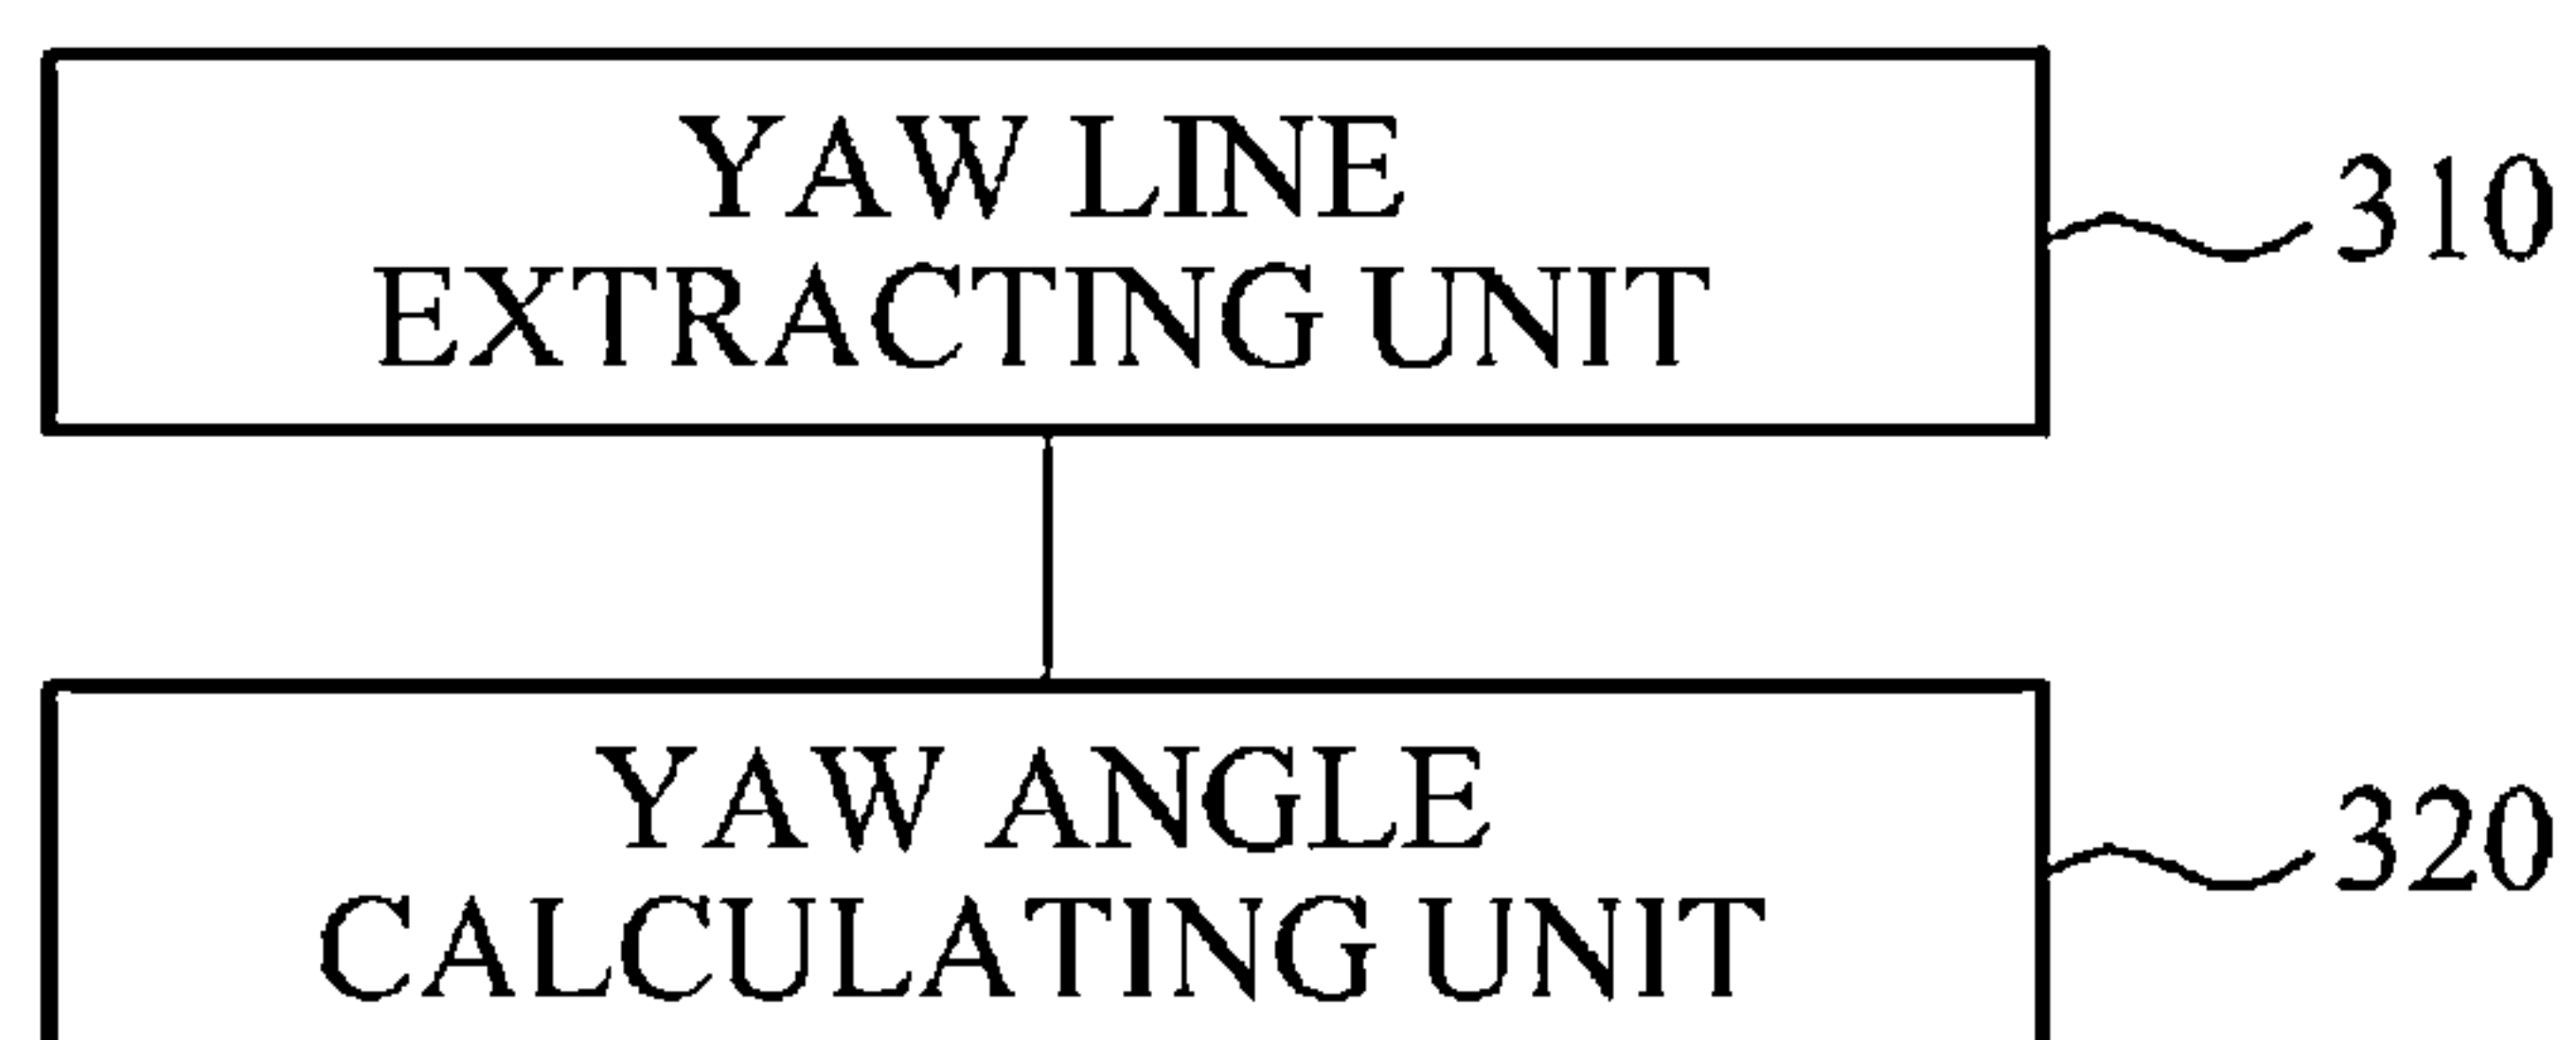 YAW LINE
EXTRACTING UNIT
310
YAW ANGLE
CALCULATING UNIT
320